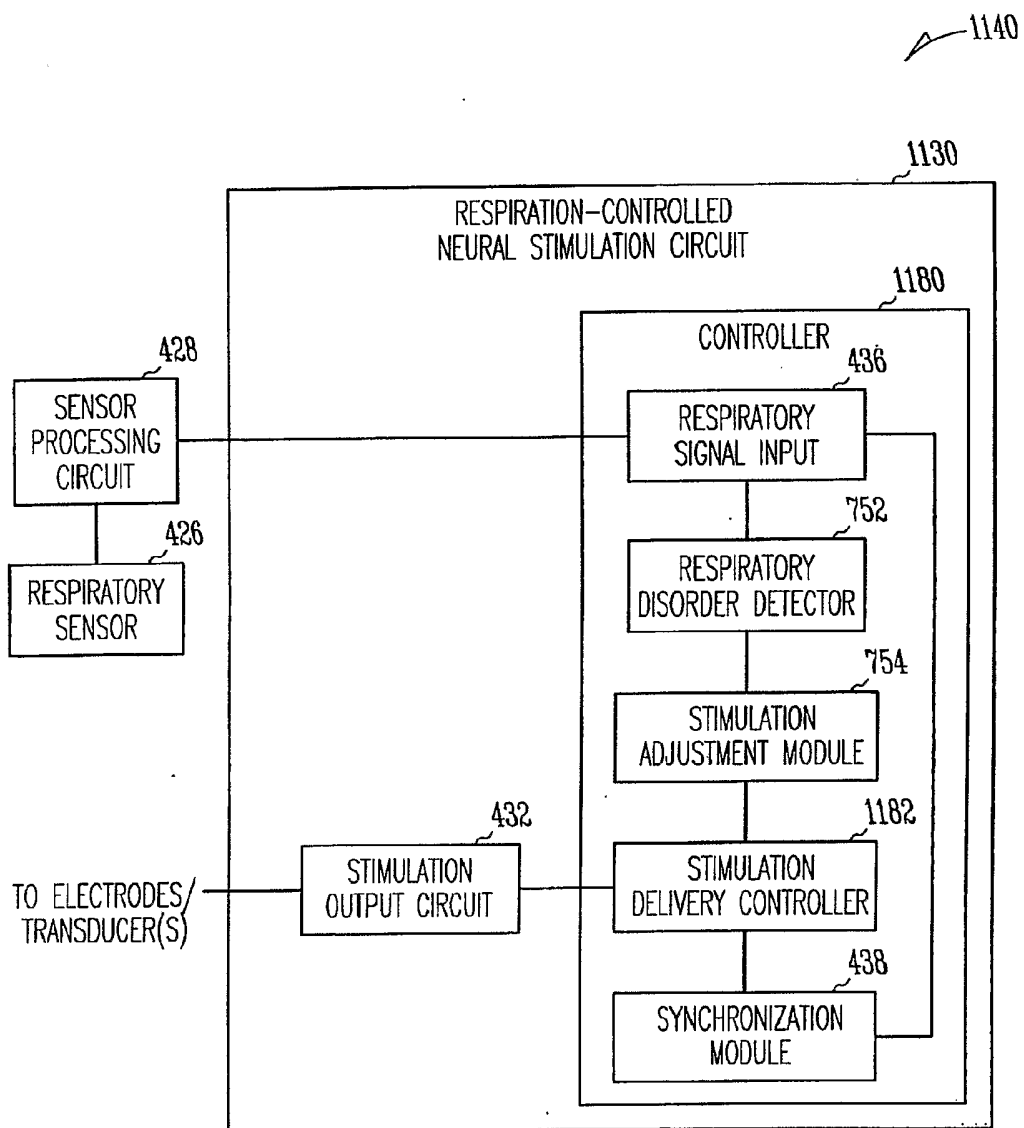 1140
1130
RESPIRATION-CONTROLLED
NEURAL STIMULATION CIRCUIT
1180
CONTROLLER
428
SENSOR
PROCESSING
CIRCUIT
436
RESPIRATORY
SIGNAL INPUT
426
RESPIRATORY
SENSOR
752
RESPIRATORY
DISORDER DETECTOR
754
STIMULATION
ADJUSTMENT MODULE
432
STIMULATION
OUTPUT CIRCUIT
1182
STIMULATION
DELIVERY CONTROLLER
TO ELECTRODES/
TRANSDUCER(S)
438
SYNCHRONIZATION
MODULE